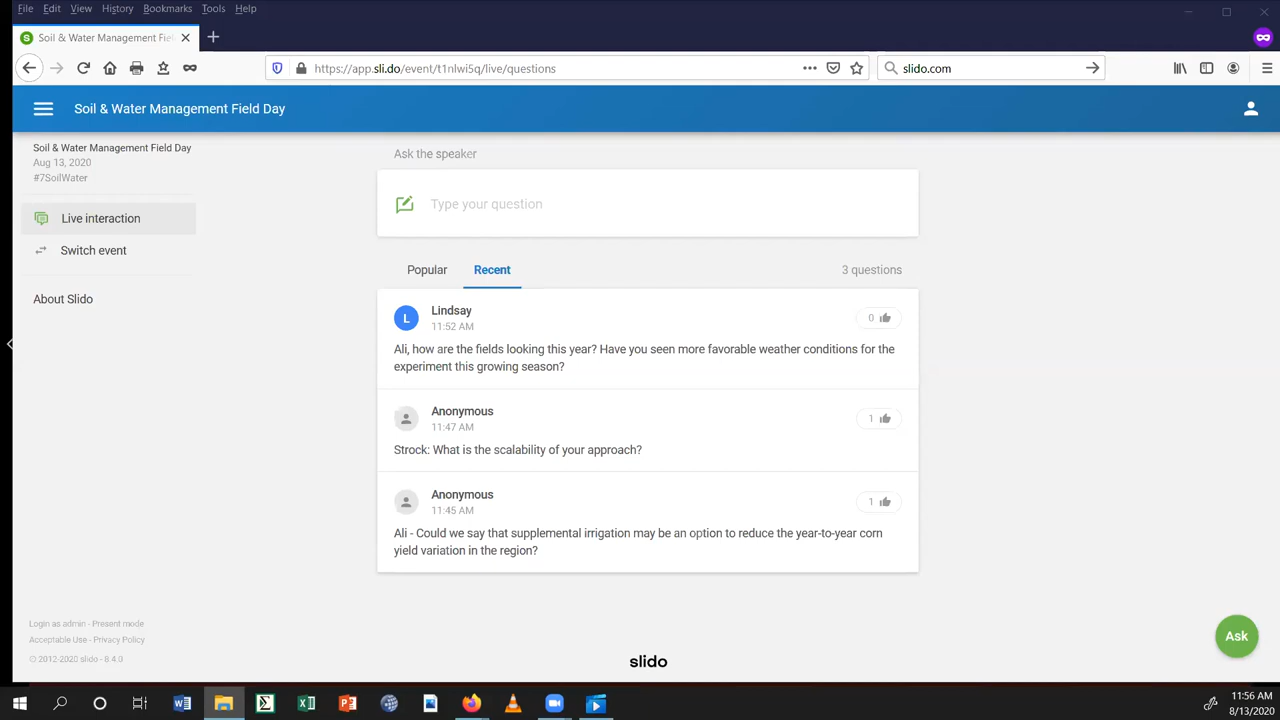 File Edit View History Bookmarks Tools Help
S Soil & Water Management Fie
https://app.sli.do/event/t1nlwi5q/live/questions
slido.com
Soil & Water Management Field Day
Soil & Water Management Field Day
Aug 13, 2020
#7SoilWater
Live interaction
Switch event
About Slido
Ask the speaker
Type your question
Popular Recent 3 questions
L Lindsay
11:52 AM
0
Ali, how are the fields looking this year? Have you seen more favorable weather conditions for the
experiment this growing season?
Anonymous
11:47 AM
1
Strock: What is the scalability of your approach?
Anonymous
11:45 AM
1
Ali - Could we say that supplemental irrigation may be an option to reduce the year-to-year corn
yield variation in the region?
Login as admin - Present mode
Acceptable Use - Privacy Policy
© 2012-2020 slido - 8.4.0
slido
Ask
11:56 AM
8/13/2020